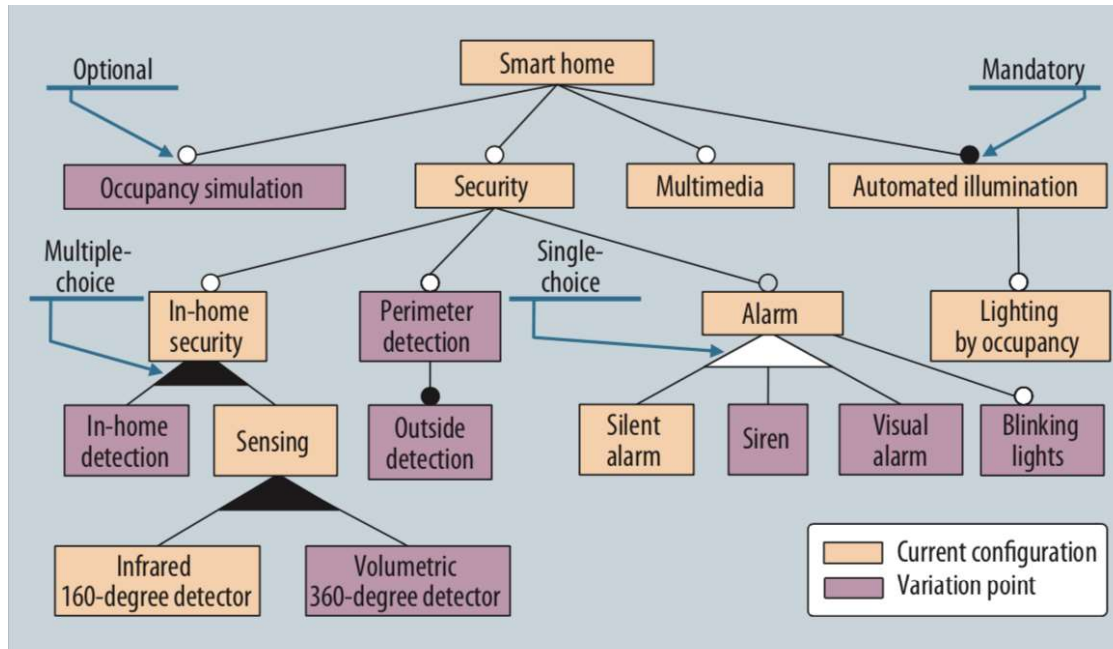 Smart home
Optional
Mandatory
Occupancy simulation
Security
Multimedia
Automated illumination
Multiple-
choice
Single-
choice
In-home
security
Perimeter
detection
Alarm
Lighting
by occupancy
In-home
detection
Sensing
Outside
detection
Silent
alarm
Siren
Visual
alarm
Blinking
lights
Infrared
160-degree detector
Volumetric
360-degree detector
Current configuration
Variation point